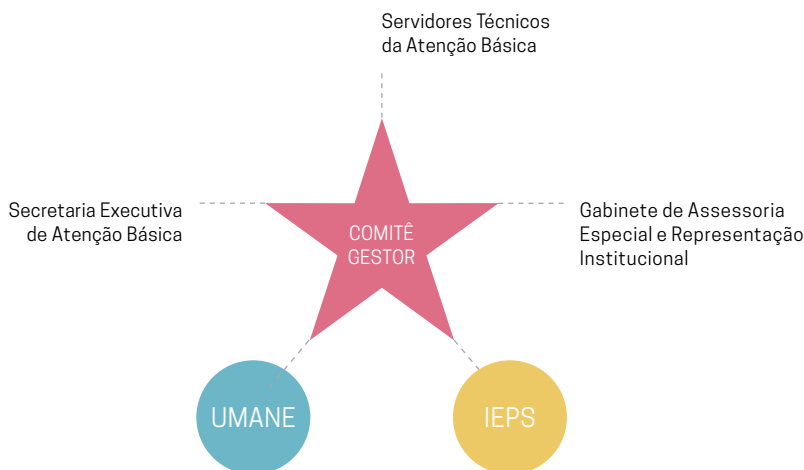 Servidores Técnicos
da Atenção Básica
Secretaria Executiva
de Atenção Básica
COMITÊ
GESTOR
Gabinete de Assessoria
Especial e Representação
Institucional
UMANE
IEPS